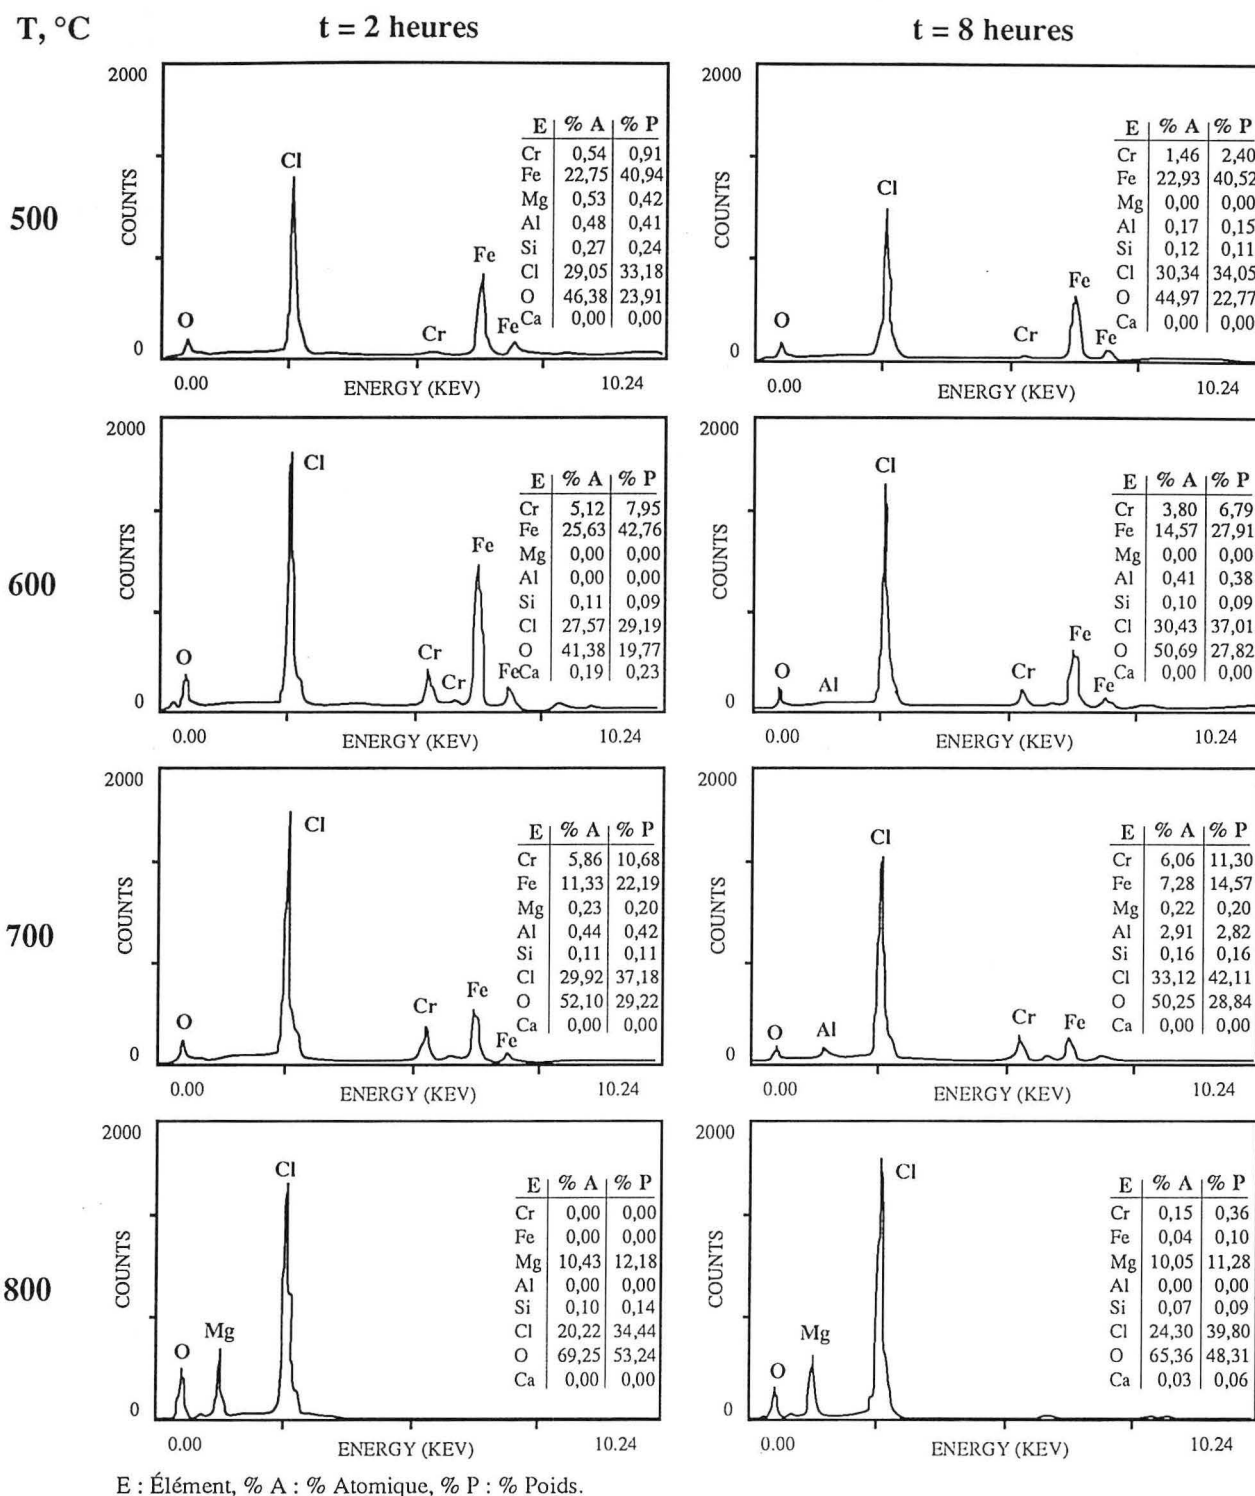 T, °C t = 2 heures t = 8 heures
500
2000
COUNTS
0
O Cl Cr Fe Fe
E % A % P
Cr 0,54 0,91
Fe 22,75 40,94
Mg 0,53 0,42
Al 0,48 0,41
Si 0,27 0,24
Cl 29,05 33,18
O 46,38 23,91
Ca 0,00 0,00
0.00 ENERGY (KEV) 10.24
2000
COUNTS
0
O Cl Cr Fe Fe
E % A % P
Cr 1,46 2,40
Fe 22,93 40,52
Mg 0,00 0,00
Al 0,17 0,15
Si 0,12 0,11
Cl 30,34 34,05
O 44,97 22,77
Ca 0,00 0,00
0.00 ENERGY (KEV) 10.24
600
2000
COUNTS
0
O Cl Cr Cr Fe Fe
E % A % P
Cr 5,12 7,95
Fe 25,63 42,76
Mg 0,00 0,00
Al 0,00 0,00
Si 0,11 0,09
Cl 27,57 29,19
O 41,38 19,77
Ca 0,19 0,23
0.00 ENERGY (KEV) 10.24
2000
COUNTS
0
O Al Cl Cr Fe Fe
E % A % P
Cr 3,80 6,79
Fe 14,57 27,91
Mg 0,00 0,00
Al 0,41 0,38
Si 0,10 0,09
Cl 30,43 37,01
O 50,69 27,82
Ca 0,00 0,00
0.00 ENERGY (KEV) 10.24
700
2000
COUNTS
0
O Cl Cr Fe Fe
E % A % P
Cr 5,86 10,68
Fe 11,33 22,19
Mg 0,23 0,20
Al 0,44 0,42
Si 0,11 0,11
Cl 29,92 37,18
O 52,10 29,22
Ca 0,00 0,00
0.00 ENERGY (KEV) 10.24
2000
COUNTS
0
O Al Cl Cr Fe
E % A % P
Cr 6,06 11,30
Fe 7,28 14,57
Mg 0,22 0,20
Al 2,91 2,82
Si 0,16 0,16
Cl 33,12 42,11
O 50,25 28,84
Ca 0,00 0,00
0.00 ENERGY (KEV) 10.24
800
2000
COUNTS
0
O Mg Cl
E % A % P
Cr 0,00 0,00
Fe 0,00 0,00
Mg 10,43 12,18
Al 0,00 0,00
Si 0,10 0,14
Cl 20,22 34,44
O 69,25 53,24
Ca 0,00 0,00
0.00 ENERGY (KEV) 10.24
2000
COUNTS
0
O Mg Cl
E % A % P
Cr 0,15 0,36
Fe 0,04 0,10
Mg 10,05 11,28
Al 0,00 0,00
Si 0,07 0,09
Cl 24,30 39,80
O 65,36 48,31
Ca 0,03 0,06
0.00 ENERGY (KEV) 10.24
E : Élément, % A : % Atomique, % P : % Poids.